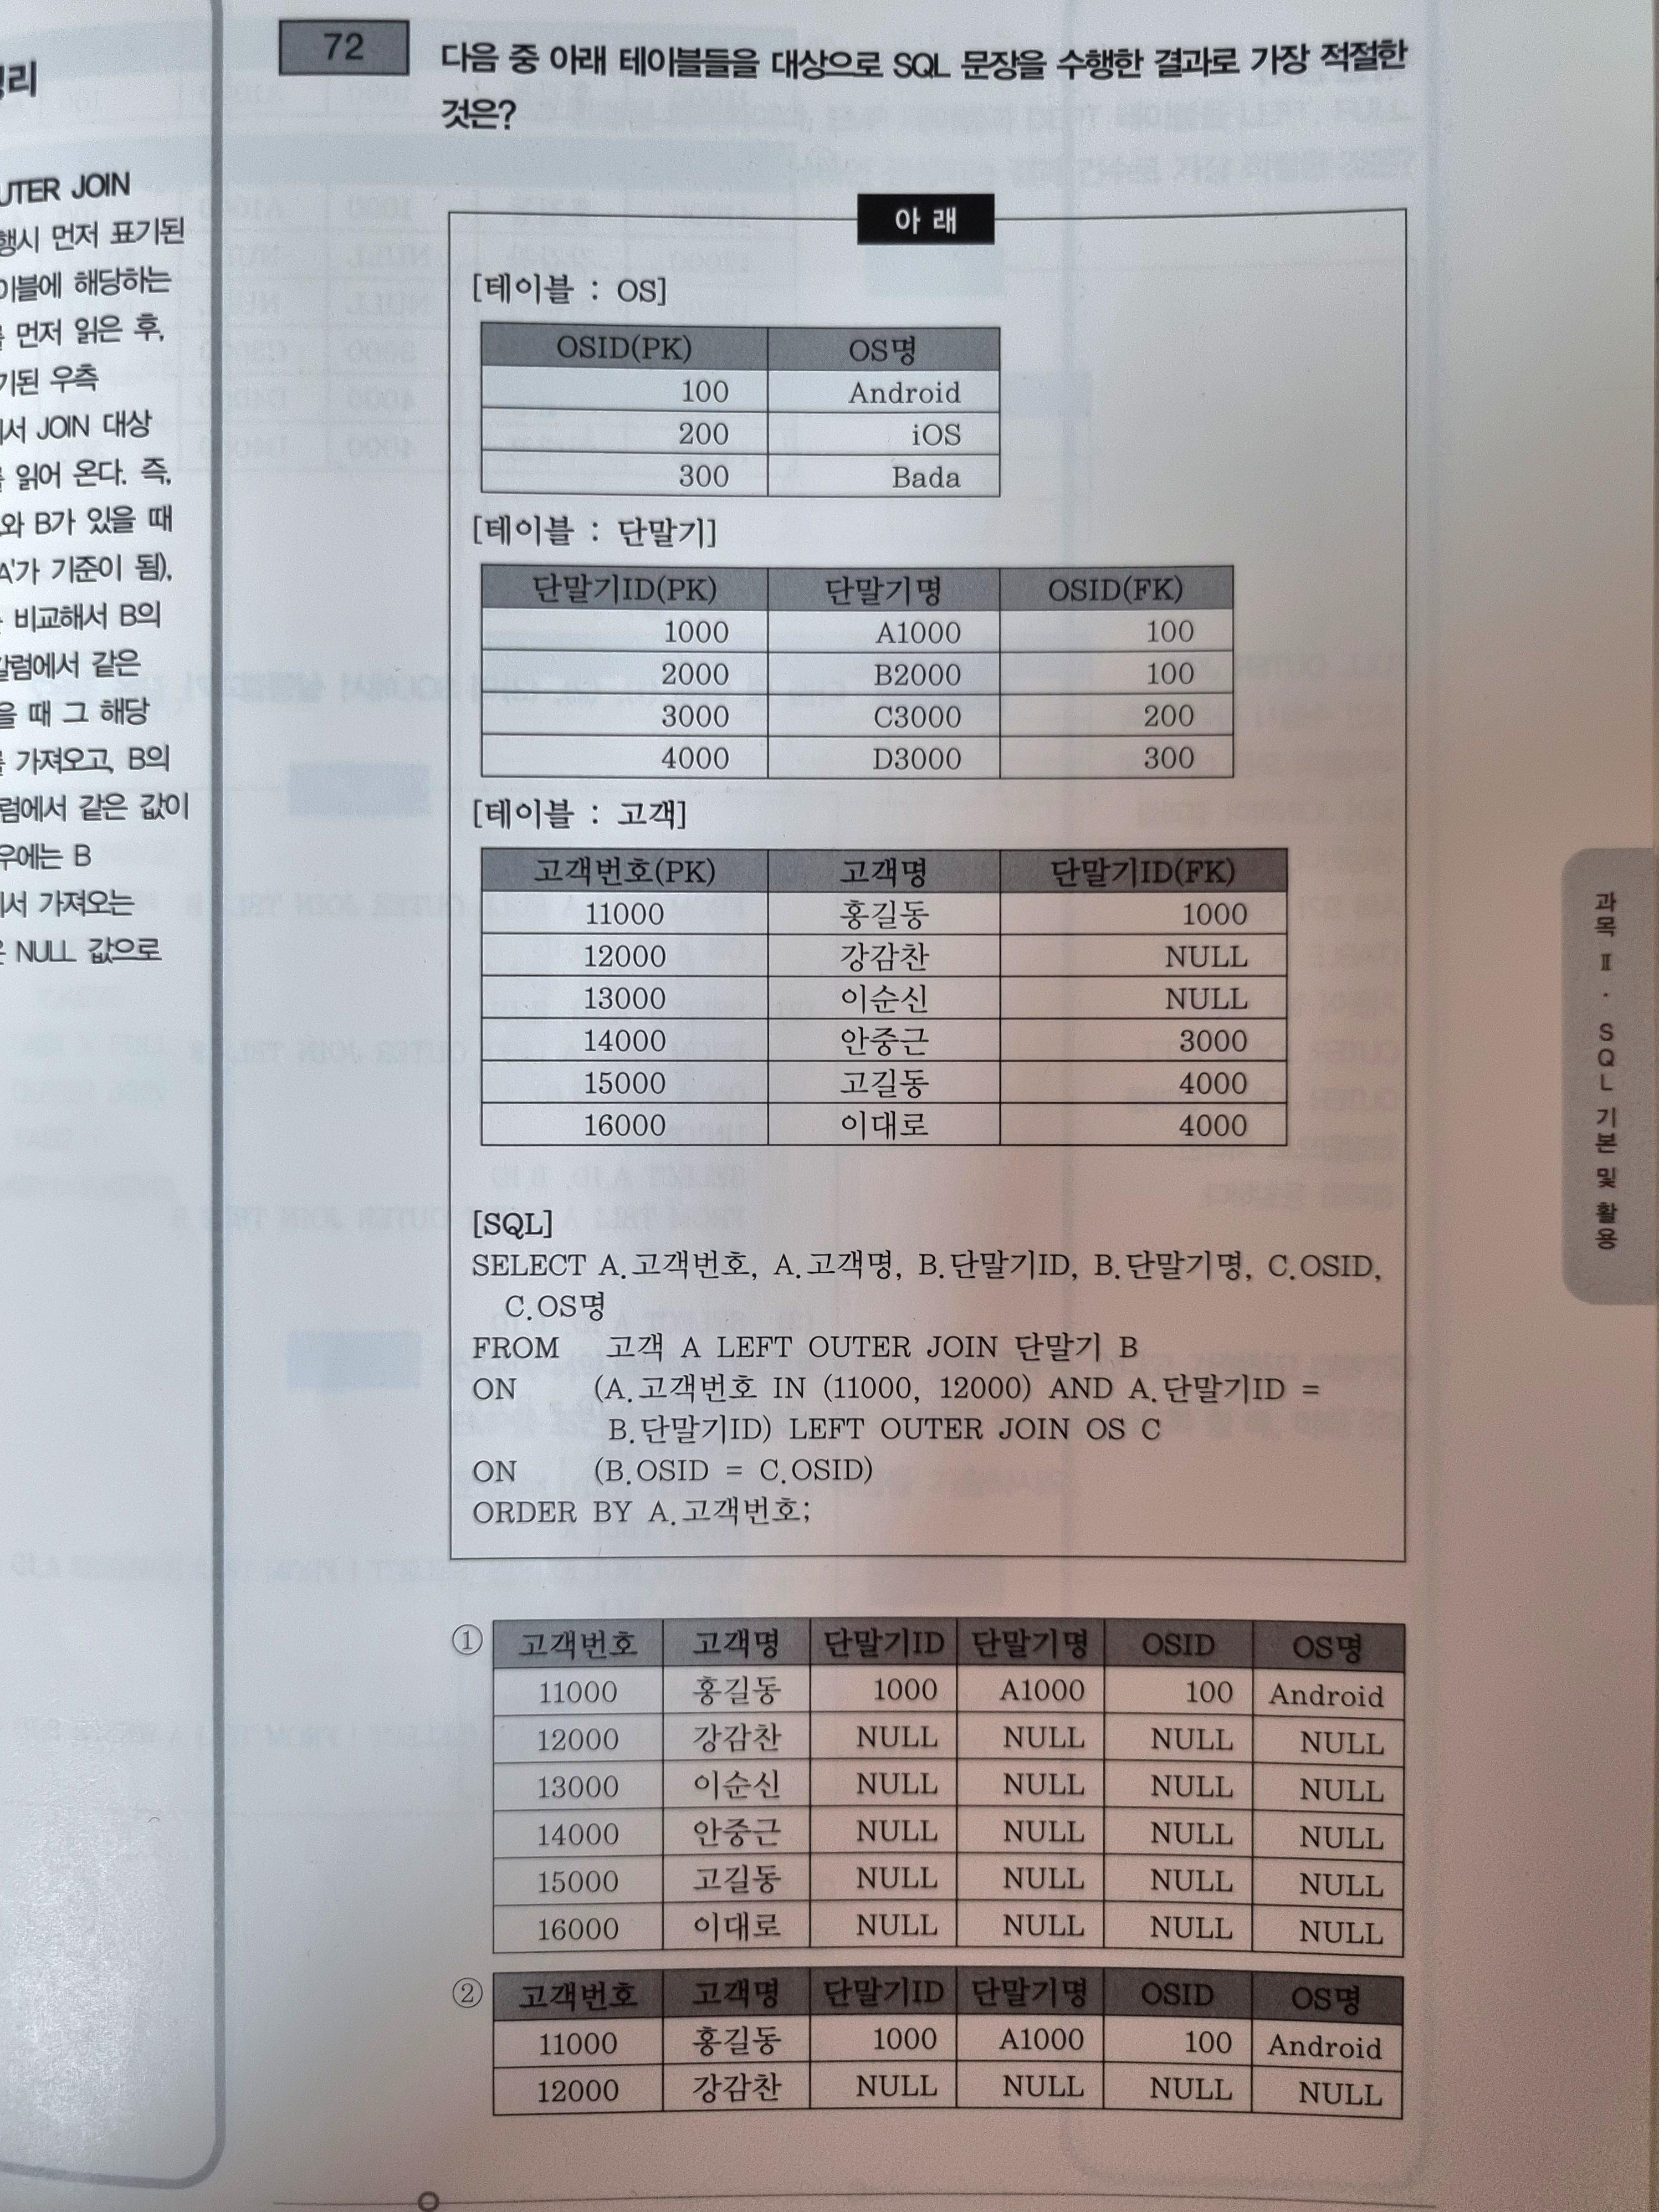 리
UTER JOIN
행시 먼저 표기된
이블에 해당하는
먼저 읽은 후,
기된 우측
서 JOIN 대상
읽어 온다. 즉,
와 B가 있을 때
A'가 기준이 됨),
비교해서 B의
칼럼에서 같은
을 때 그 해당
가져오고, B의
럼에서 같은 값이
우에는 B
서 가져오는
NULL 값으로
72
다음 중 아래 테이블들을 대상으로 SQL 문장을 수행한 결과로 가장 적절한
것은?
아 래
[테이블 : OS]
OSID(PK) OS명
100 Android
200 iOS
300 Bada
[테이블 : 단말기]
단말기ID(PK) 단말기명 OSID(FK)
1000 A1000 100
2000 B2000 100
3000 C3000 200
4000 D3000 300
[테이블 : 고객]
고객번호(PK) 고객명 단말기ID(FK)
11000 홍길동 1000
12000 강감찬 NULL
13000 이순신 NULL
14000 안중근 3000
15000 고길동 4000
16000 이대로 4000
[SQL]
SELECT A.고객번호, A.고객명, B.단말기ID, B.단말기명, C.OSID,
C.OS명
FROM 고객 A LEFT OUTER JOIN 단말기 B
ON (A.고객번호 IN (11000, 12000) AND A.단말기ID =
B.단말기ID) LEFT OUTER JOIN OS C
ON (B.OSID = C.OSID)
ORDER BY A.고객번호;
① 고객번호 고객명 단말기ID 단말기명 OSID OS명
11000 홍길동 1000 A1000 100 Android
12000 강감찬 NULL NULL NULL NULL
13000 이순신 NULL NULL NULL NULL
14000 안중근 NULL NULL NULL NULL
15000 고길동 NULL NULL NULL NULL
16000 이대로 NULL NULL NULL NULL
② 고객번호 고객명 단말기ID 단말기명 OSID OS명
11000 홍길동 1000 A1000 100 Android
12000 강감찬 NULL NULL NULL NULL
과목 Ⅱ · SQL 기본 및 활용